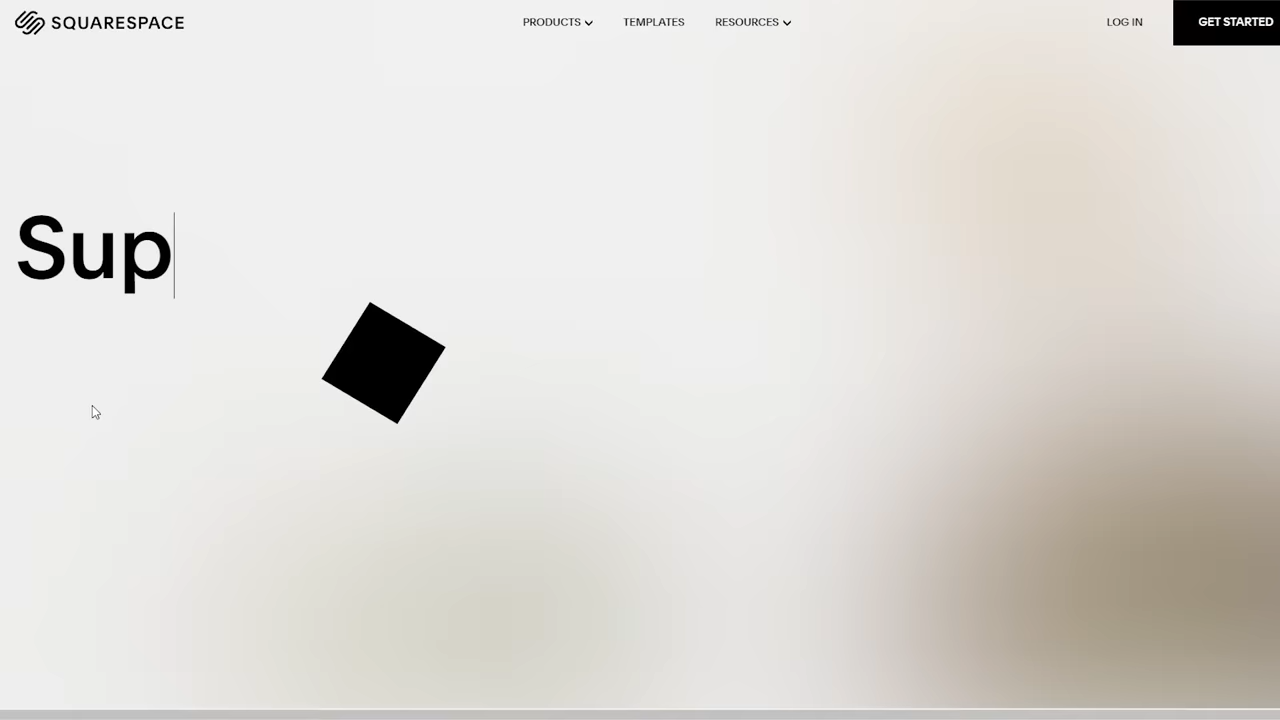 SQUARESPACE
PRODUCTS TEMPLATES RESOURCES
LOG IN
GET STARTED
Sup